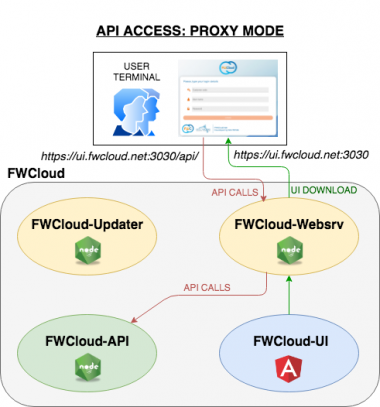 API ACCESS: PROXY MODE
USER
TERMINAL
FWCloud
https://ui.fwcloud.net:3030/api/
https://ui.fwcloud.net:3030
FWCloud
API CALLS
UI DOWNLOAD
FWCloud-Updater
FWCloud-Websrv
node
node
API CALLS
FWCloud-API
FWCloud-UI
node